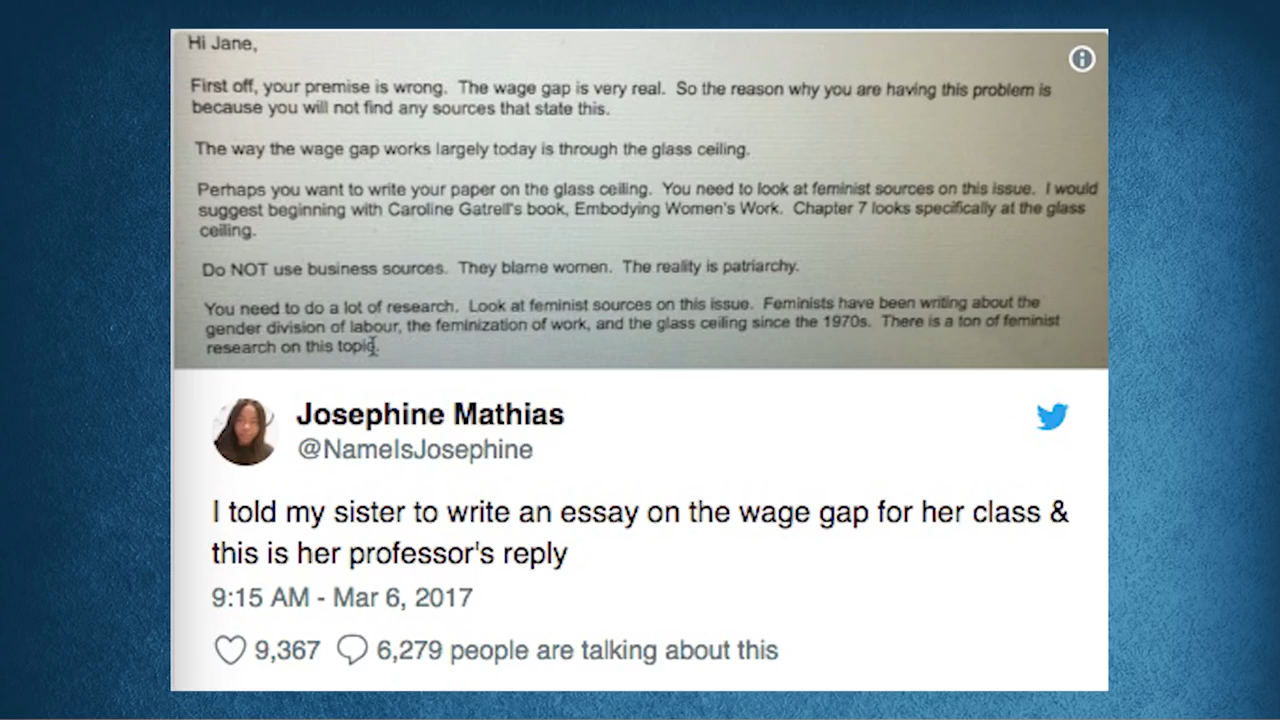 Hi Jane,
First off, your premise is wrong. The wage gap is very real. So the reason why you are having this problem is
because you will not find any sources that state this.
The way the wage gap works largely today is through the glass ceiling.
Perhaps you want to write your paper on the glass ceiling. You need to look at feminist sources on this issue. I would
suggest beginning with Caroline Gatrell's book, Embodying Women's Work. Chapter 7 looks specifically at the glass
ceiling.
Do NOT use business sources. They blame women. The reality is patriarchy.
You need to do a lot of research. Look at feminist sources on this issue. Feminists have been writing about the
gender division of labour, the feminization of work, and the glass ceiling since the 1970s. There is a ton of feminist
research on this topic.
Josephine Mathias
@NameIsJosephine
I told my sister to write an essay on the wage gap for her class &
this is her professor's reply
9:15 AM - Mar 6, 2017
9,367 6,279 people are talking about this